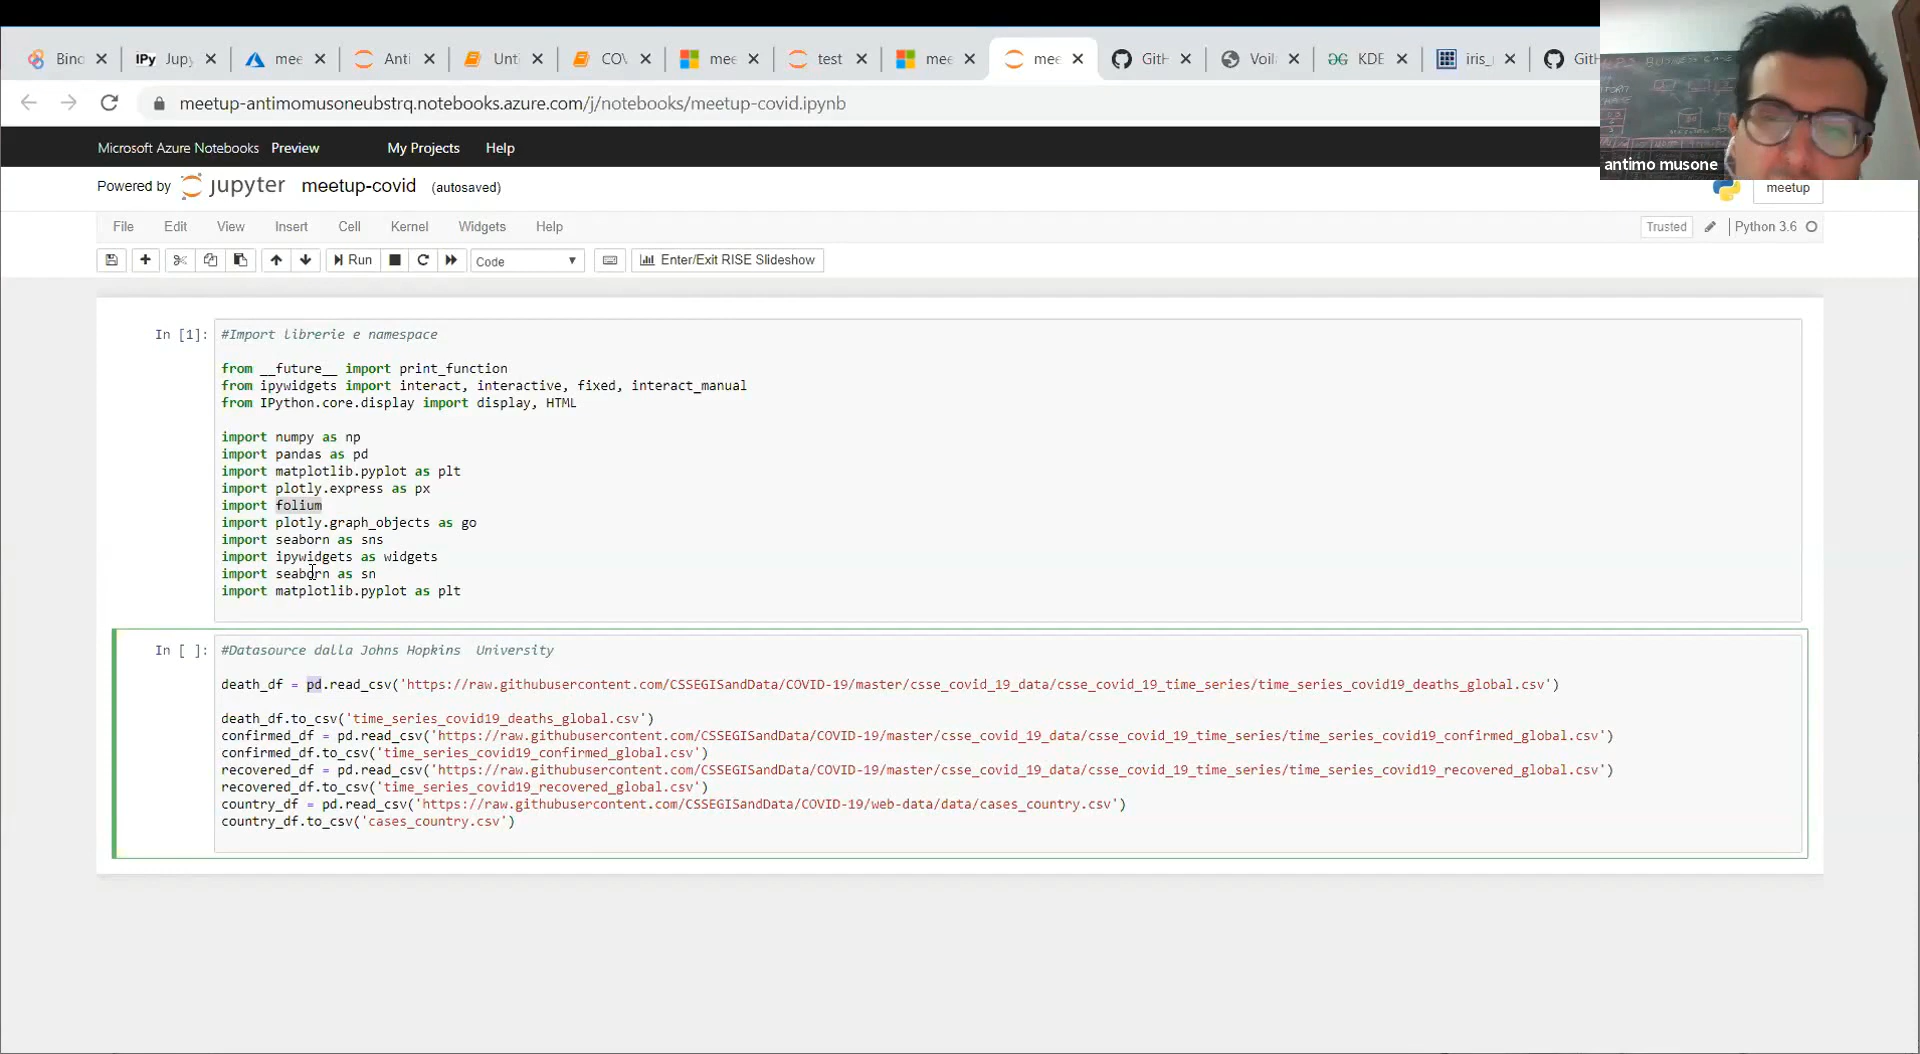 Binc
IPy Jupy
mee
Anti
Unti
COV
mee
test
mee
mee
GitH
Voil
KDE
iris_
GitH
meetup-antimomusoneubstrq.notebooks.azure.com/j/notebooks/meetup-covid.ipynb
antimo musone
Microsoft Azure Notebooks Preview My Projects Help
Powered by jupyter meetup-covid (autosaved)
meetup
File Edit View Insert Cell Kernel Widgets Help
Trusted Python 3.6
Run Code Enter/Exit RISE Slideshow
In [1]: #Import librerie e namespace
from __future__ import print_function
from ipywidgets import interact, interactive, fixed, interact_manual
from IPython.core.display import display, HTML
import numpy as np
import pandas as pd
import matplotlib.pyplot as plt
import plotly.express as px
import folium
import plotly.graph_objects as go
import seaborn as sns
import ipywidgets as widgets
import seaborn as sn
import matplotlib.pyplot as plt
In [ ]: #Datasource dalla Johns Hopkins  University
death_df = pd.read_csv('https://raw.githubusercontent.com/CSSEGISandData/COVID-19/master/csse_covid_19_data/csse_covid_19_time_series/time_series_covid19_deaths_global.csv')
death_df.to_csv('time_series_covid19_deaths_global.csv')
confirmed_df = pd.read_csv('https://raw.githubusercontent.com/CSSEGISandData/COVID-19/master/csse_covid_19_data/csse_covid_19_time_series/time_series_covid19_confirmed_global.csv')
confirmed_df.to_csv('time_series_covid19_confirmed_global.csv')
recovered_df = pd.read_csv('https://raw.githubusercontent.com/CSSEGISandData/COVID-19/master/csse_covid_19_data/csse_covid_19_time_series/time_series_covid19_recovered_global.csv')
recovered_df.to_csv('time_series_covid19_recovered_global.csv')
country_df = pd.read_csv('https://raw.githubusercontent.com/CSSEGISandData/COVID-19/web-data/data/cases_country.csv')
country_df.to_csv('cases_country.csv')